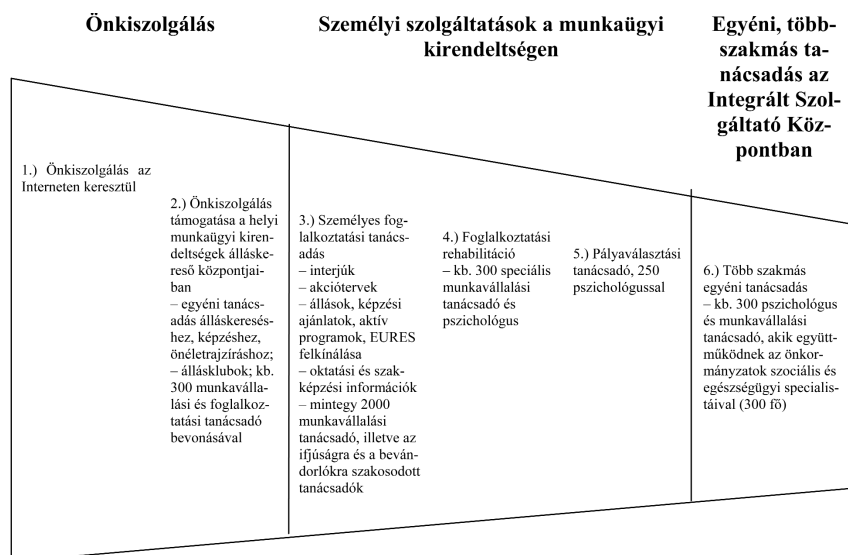 Önkiszolgálás
Személyi szolgáltatások a munkaügyi
kirendeltségen
Egyéni, több-
szakmás ta-
nácsadás az
Integrált Szol-
gáltató Köz-
pontban
1.) Önkiszolgálás az
Interneten keresztül
2.) Önkiszolgálás
támogatása a helyi
munkaügyi kiren-
deltségek álláske-
reső központjai-
ban
– egyéni tanács-
adás álláskeresés-
hez, képzéshez,
önéletrajzíráshoz;
– állásklubok; kb.
300 munkaválla-
lási és foglalkoz-
tatási tanácsadó
bevonásával
3.) Személyes fog-
lalkoztatási tanács-
adás
– interjúk
– akciótervek
– állások, képzési
ajánlatok, aktív
programok, EURES
felkínálása
– oktatási és szak-
képzési információk
– mintegy 2000
munkavállalási
tanácsadó, illetve az
ifjúságra és a beván-
dorlókra szakosodott
tanácsadók
4.) Foglalkoztatási
rehabilitáció
– kb. 300 speciális
munkavállalási
tanácsadó és
pszichológus
5.) Pályaválasztási
tanácsadó, 250
pszichológussal
6.) Több szakmás
egyéni tanácsadás
– kb. 300 pszichológus
és munkavállalási
tanácsadó, akik együtt-
működnek az önkor-
mányzatok szociális és
egészségügyi specialis-
táival (300 fő)